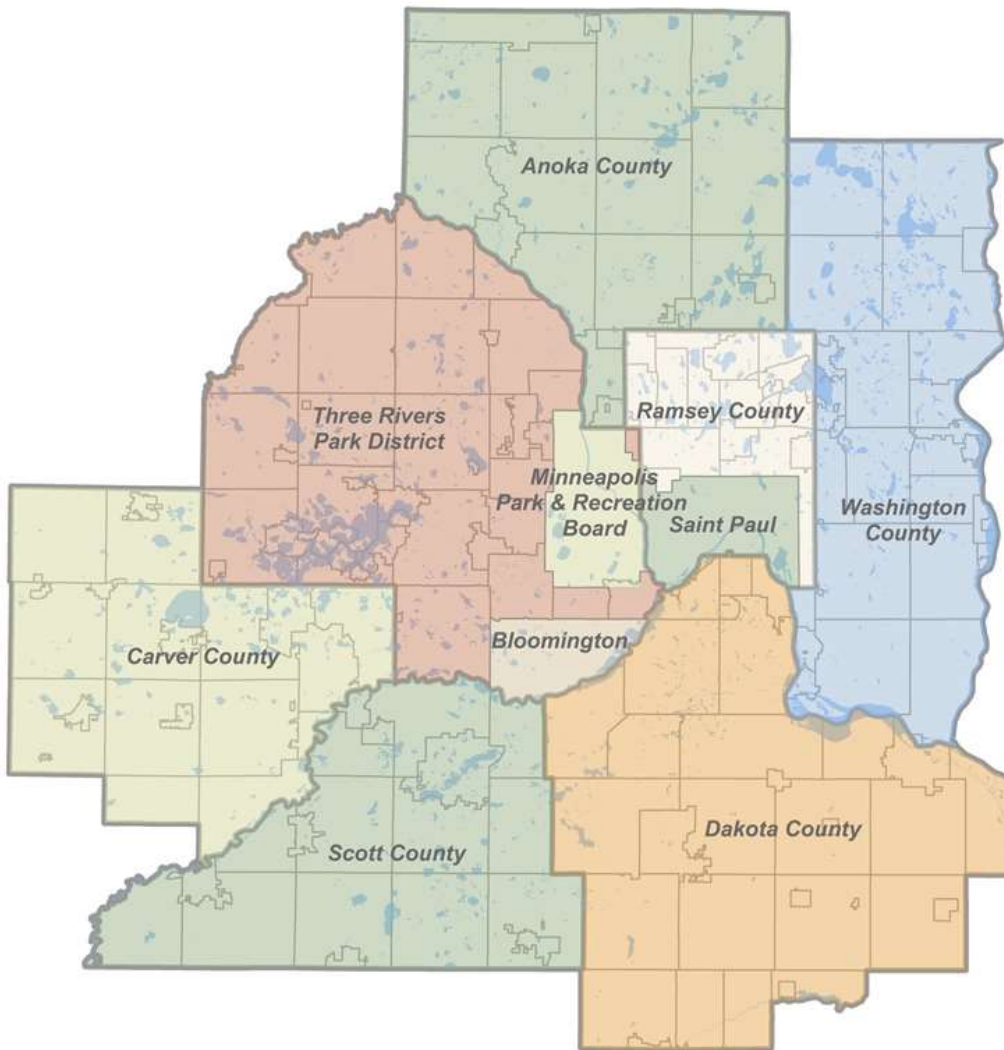 Anoka County
Three Rivers
Park District
Ramsey County
Minneapolis
Park & Recreation
Board
Saint Paul
Washington
County
Bloomington
Carver County
Dakota County
Scott County